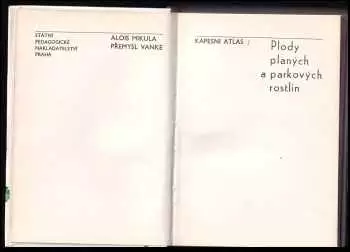 STÁTNÍ
PEDAGOGICKÉ
NAKLADATELSTVÍ
PRAHA
ALOIS MIKULA
PŘEMYSL VANKE
KAPESNÍ ATLAS /
Plody
planých
a parkových
rostlin